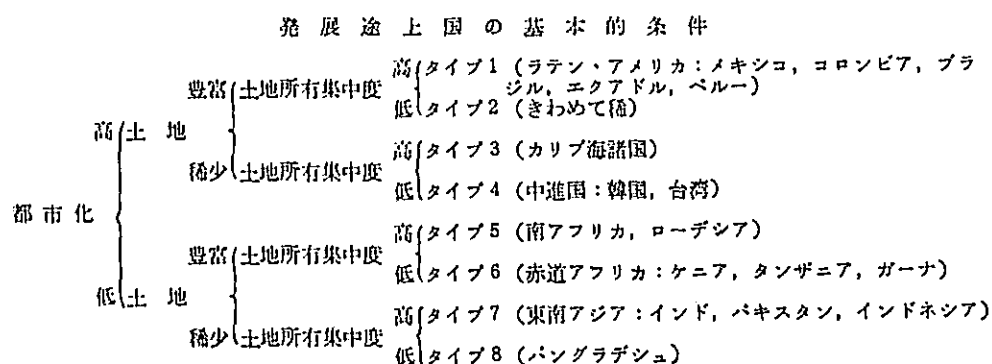 発展途上国の基本的条件
高 タイプ1 (ラテン・アメリカ：メキシコ，コロンビア，ブラ
ジル，エクアドル，ペルー)
豊富 土地所有集中度
低 タイプ2 (きわめて稀)
高 土地
高 タイプ3 (カリブ海諸国)
稀少 土地所有集中度
低 タイプ4 (中進国：韓国，台湾)
都市化
高 タイプ5 (南アフリカ，ローデシア)
豊富 土地所有集中度
低 タイプ6 (赤道アフリカ：ケニア，タンザニア，ガーナ)
低 土地
高 タイプ7 (東南アジア：インド，パキスタン，インドネシア)
稀少 土地所有集中度
低 タイプ8 (バングラデシュ)